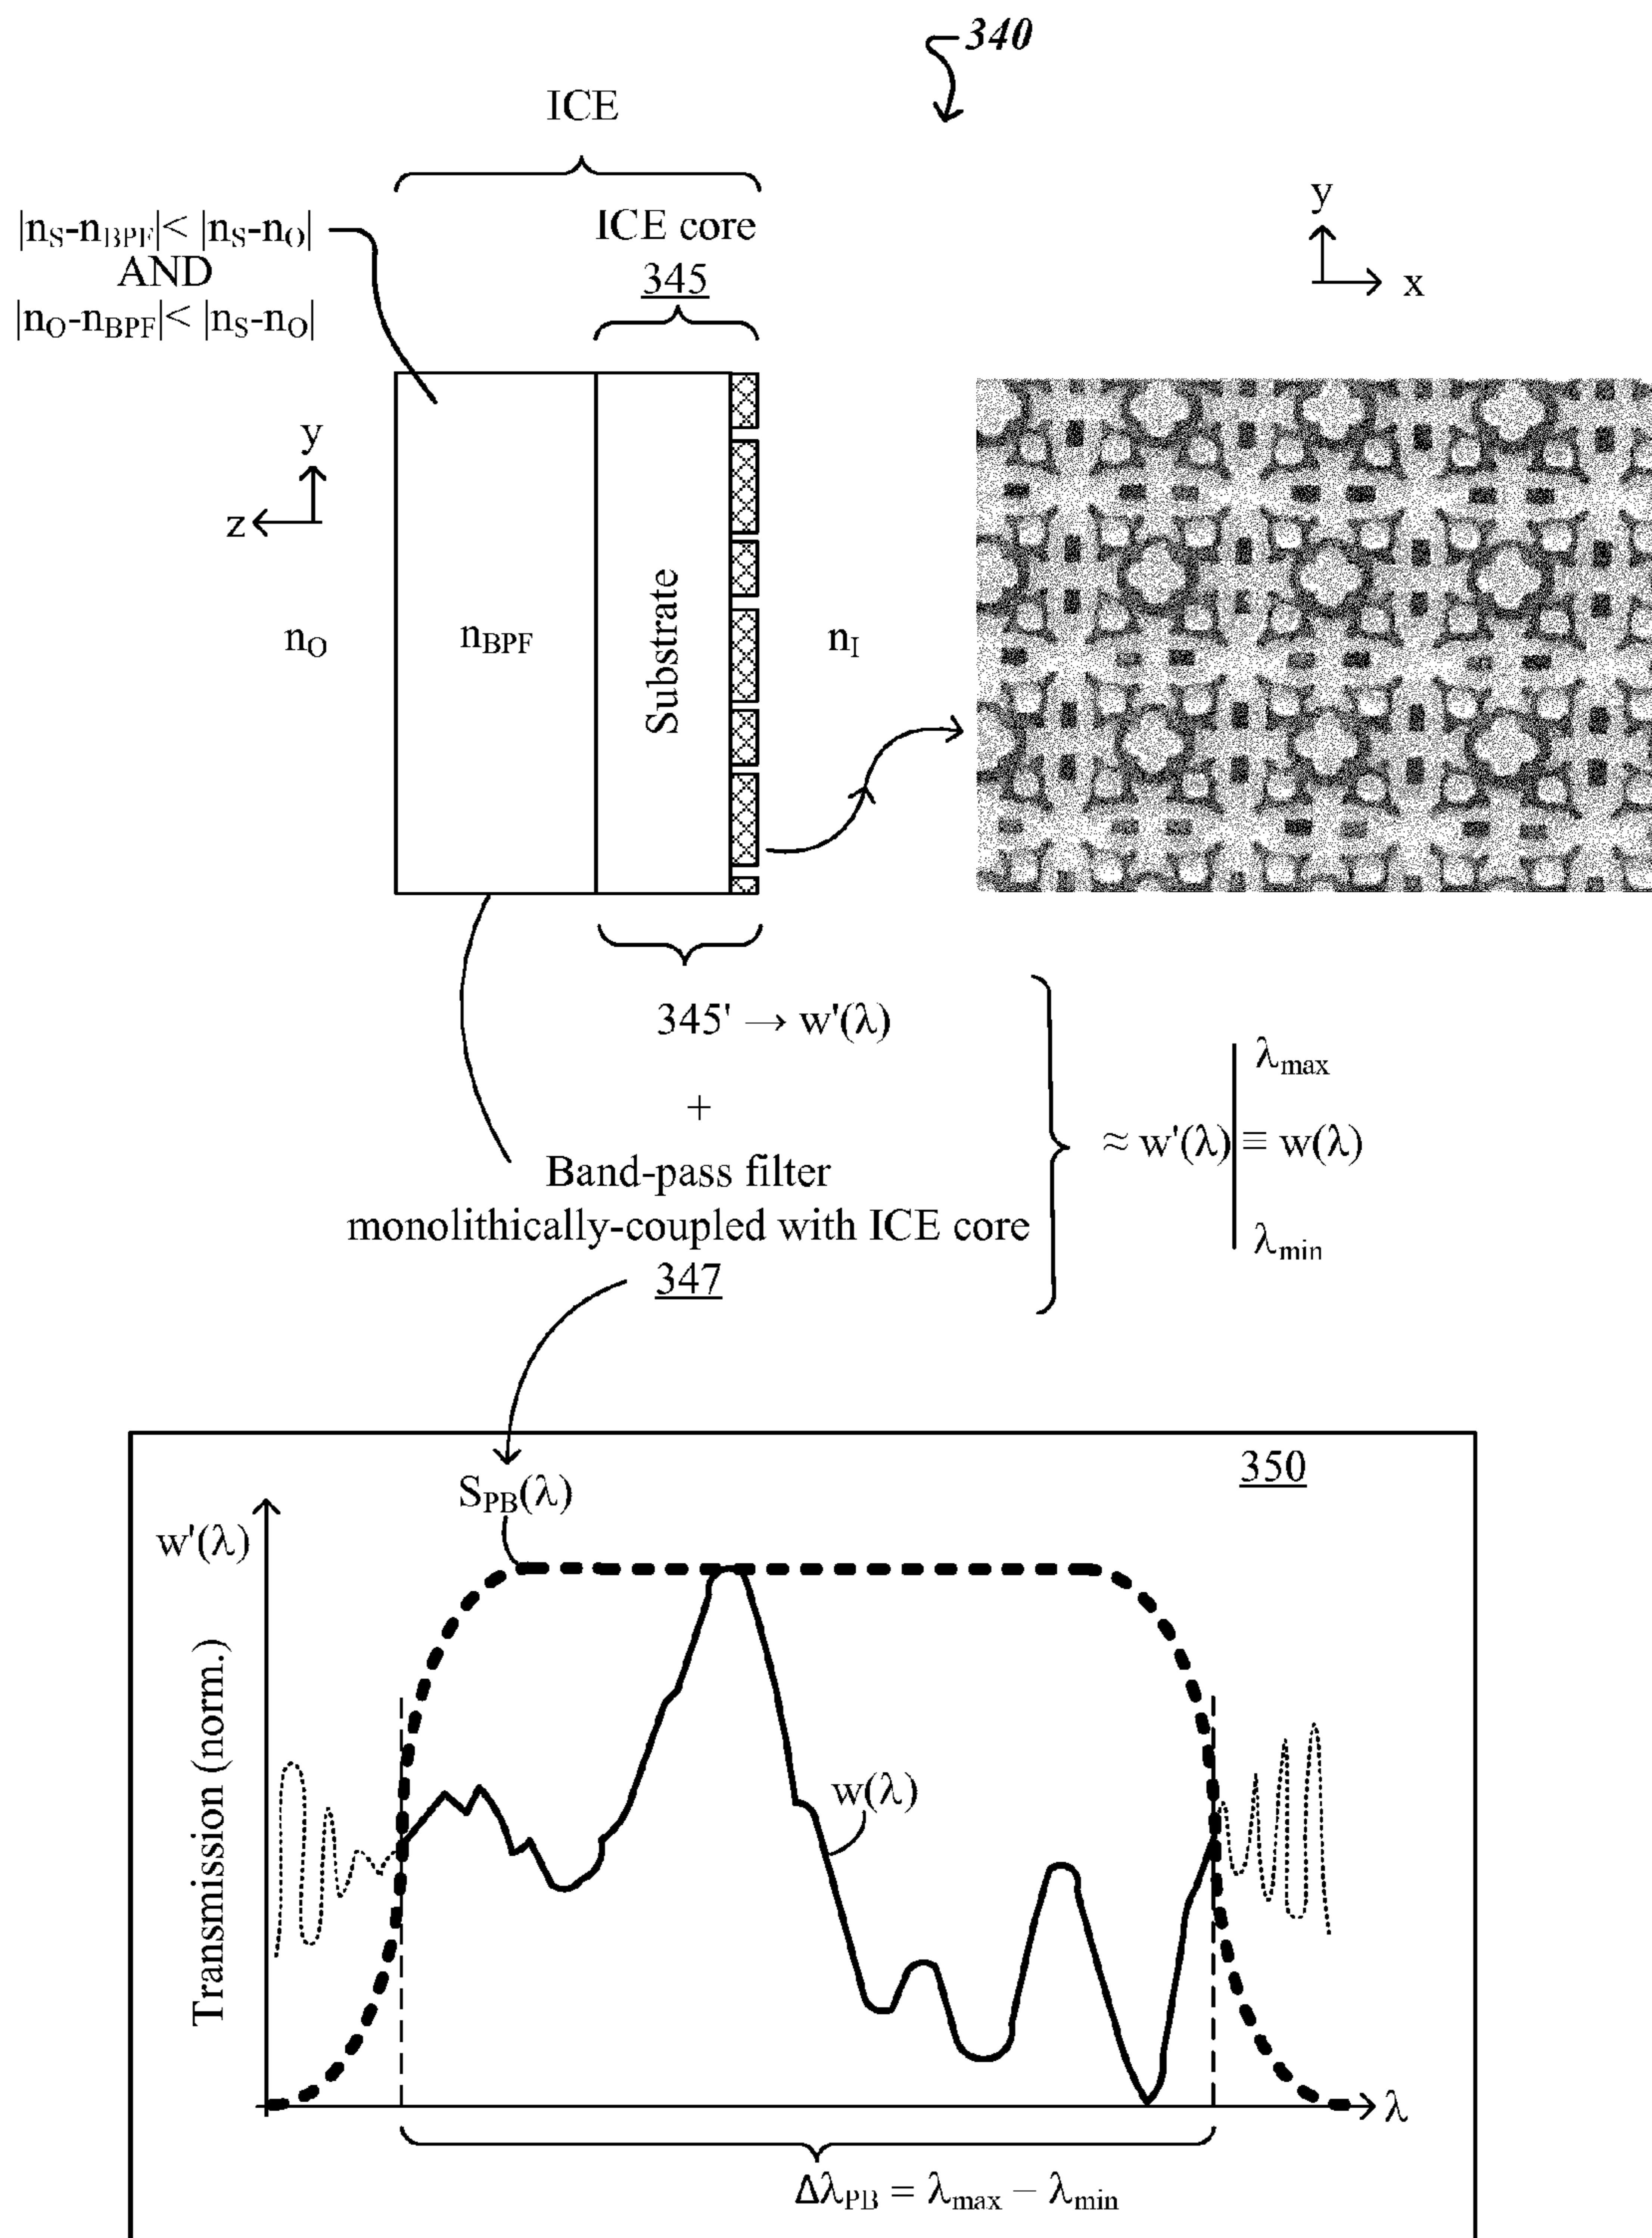 340
ICE
|nS-nBPF|< |nS-nO|
AND
|nO-nBPF|< |nS-nO|
ICE core
345
y
x
y
z
nO
nBPF
Substrate
nI
345' → w'(λ)
+
Band-pass filter
monolithically-coupled with ICE core
347
≈ w'(λ)| ≡ w(λ)
λmax
λmin
350
SPB(λ)
w'(λ)
Transmission (norm.)
w(λ)
λ
ΔλPB = λmax – λmin